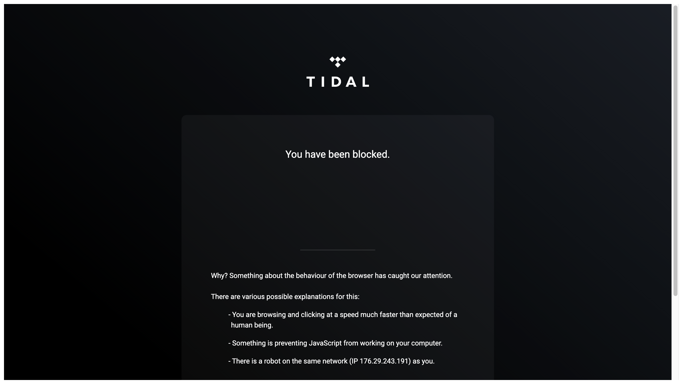 TIDAL
You have been blocked.
Why? Something about the behaviour of the browser has caught our attention.
There are various possible explanations for this:
- You are browsing and clicking at a speed much faster than expected of a
human being.
- Something is preventing JavaScript from working on your computer.
- There is a robot on the same network (IP 176.29.243.191) as you.